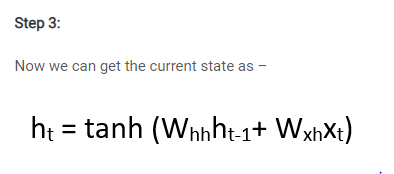 Step 3:
Now we can get the current state as –
hₜ = tanh (Wₕₕhₜ₋₁+ Wₓₕxₜ)